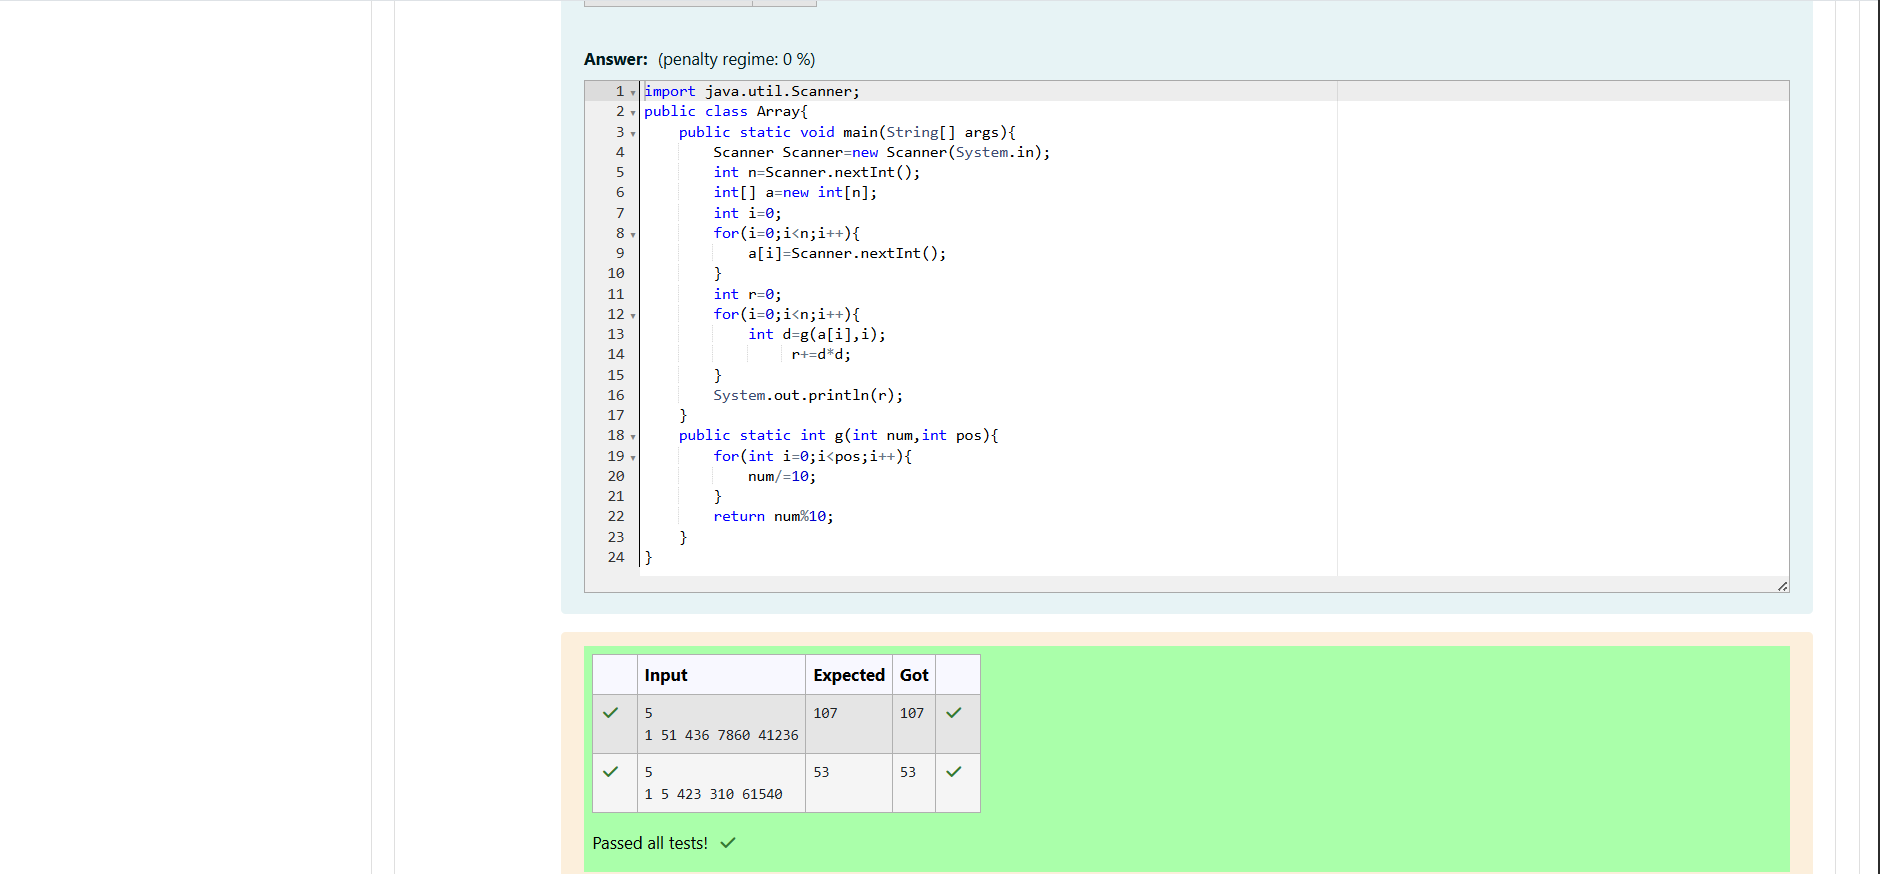 Answer: (penalty regime: 0 %)
1 import java.util.Scanner;
2 public class Array{
3     public static void main(String[] args){
4         Scanner Scanner=new Scanner(System.in);
5         int n=Scanner.nextInt();
6         int[] a=new int[n];
7         int i=0;
8         for(i=0;i<n;i++){
9             a[i]=Scanner.nextInt();
10         }
11         int r=0;
12         for(i=0;i<n;i++){
13             int d=g(a[i],i);
14                  r+=d*d;
15         }
16         System.out.println(r);
17     }
18     public static int g(int num,int pos){
19         for(int i=0;i<pos;i++){
20             num/=10;
21         }
22         return num%10;
23     }
24 }
Input Expected Got
5 107 107
1 51 436 7860 41236
5 53 53
1 5 423 310 61540
Passed all tests!